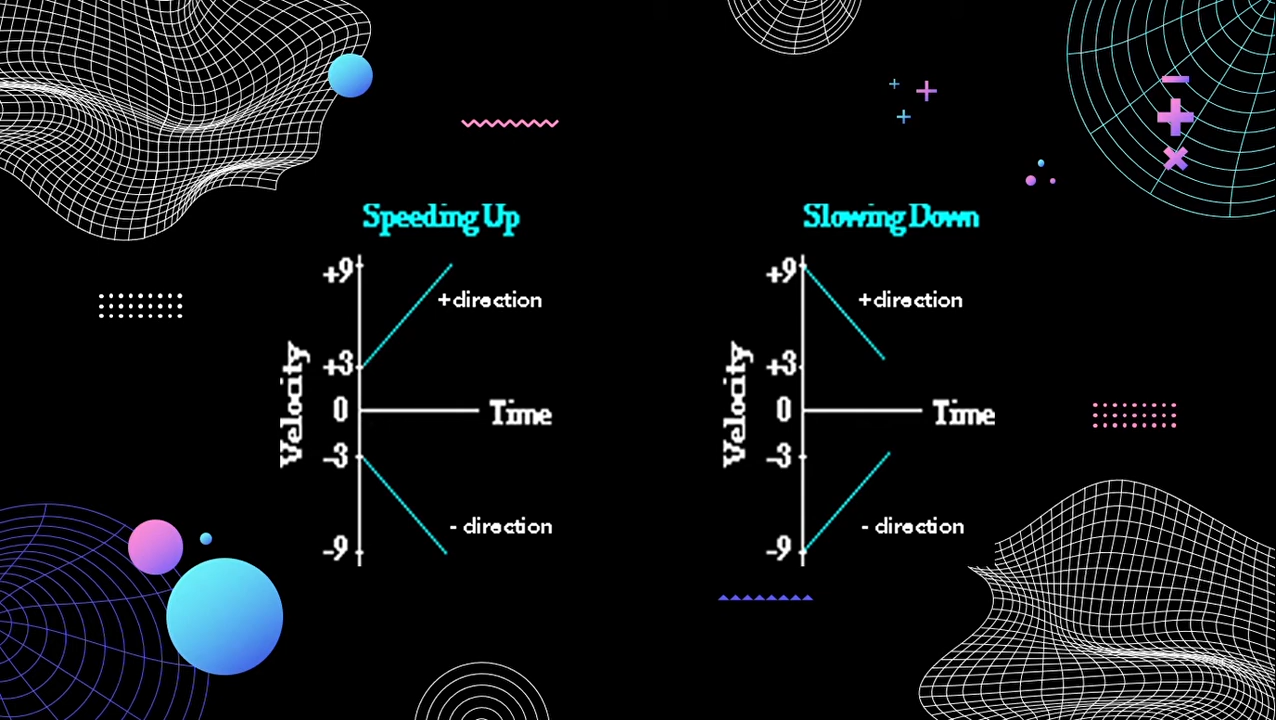 Speeding Up
+9
+direction
+3
Velocity
0
Time
-3
- direction
-9
Slowing Down
+9
+direction
+3
Velocity
0
Time
-3
- direction
-9